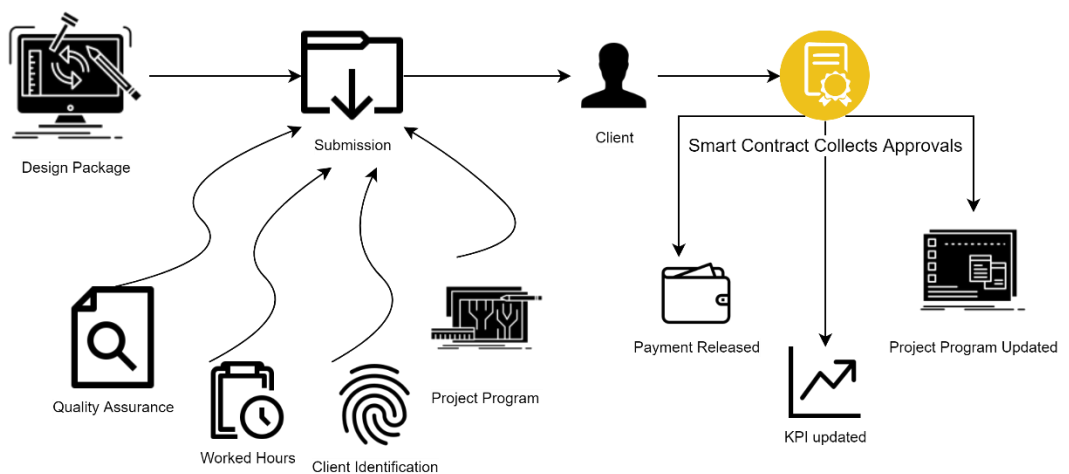 Design Package
Submission
Client
Smart Contract Collects Approvals
Quality Assurance
Worked Hours
Client Identification
Project Program
Payment Released
KPI updated
Project Program Updated